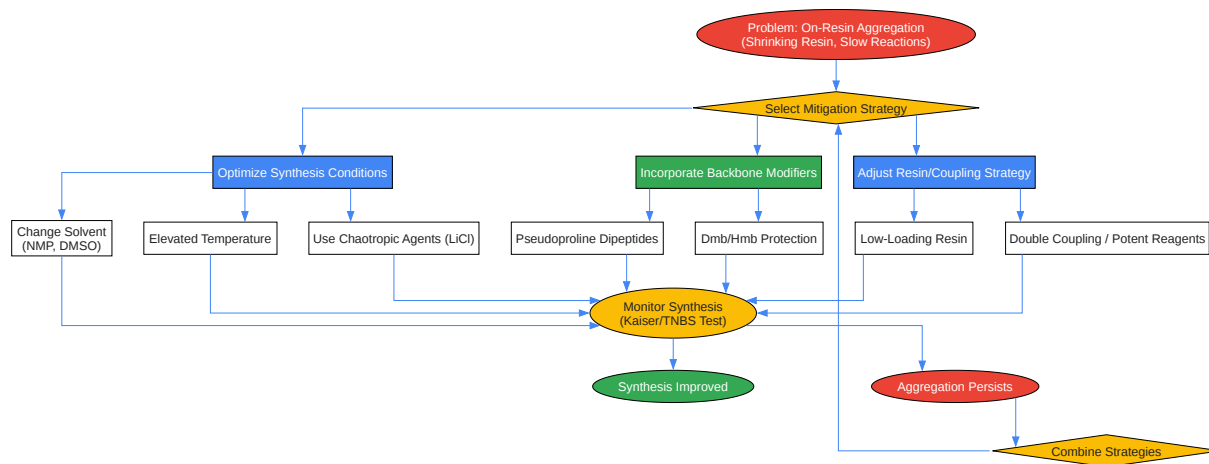 Problem: On-Resin Aggregation
(Shrinking Resin, Slow Reactions)
Select Mitigation Strategy
Optimize Synthesis Conditions
Incorporate Backbone Modifiers
Adjust Resin/Coupling Strategy
Change Solvent
(NMP, DMSO)
Elevated Temperature
Use Chaotropic Agents (LiCl)
Pseudoproline Dipeptides
Dmb/Hmb Protection
Low-Loading Resin
Double Coupling / Potent Reagents
Monitor Synthesis
(Kaiser/TNBS Test)
Synthesis Improved
Aggregation Persists
Combine Strategies